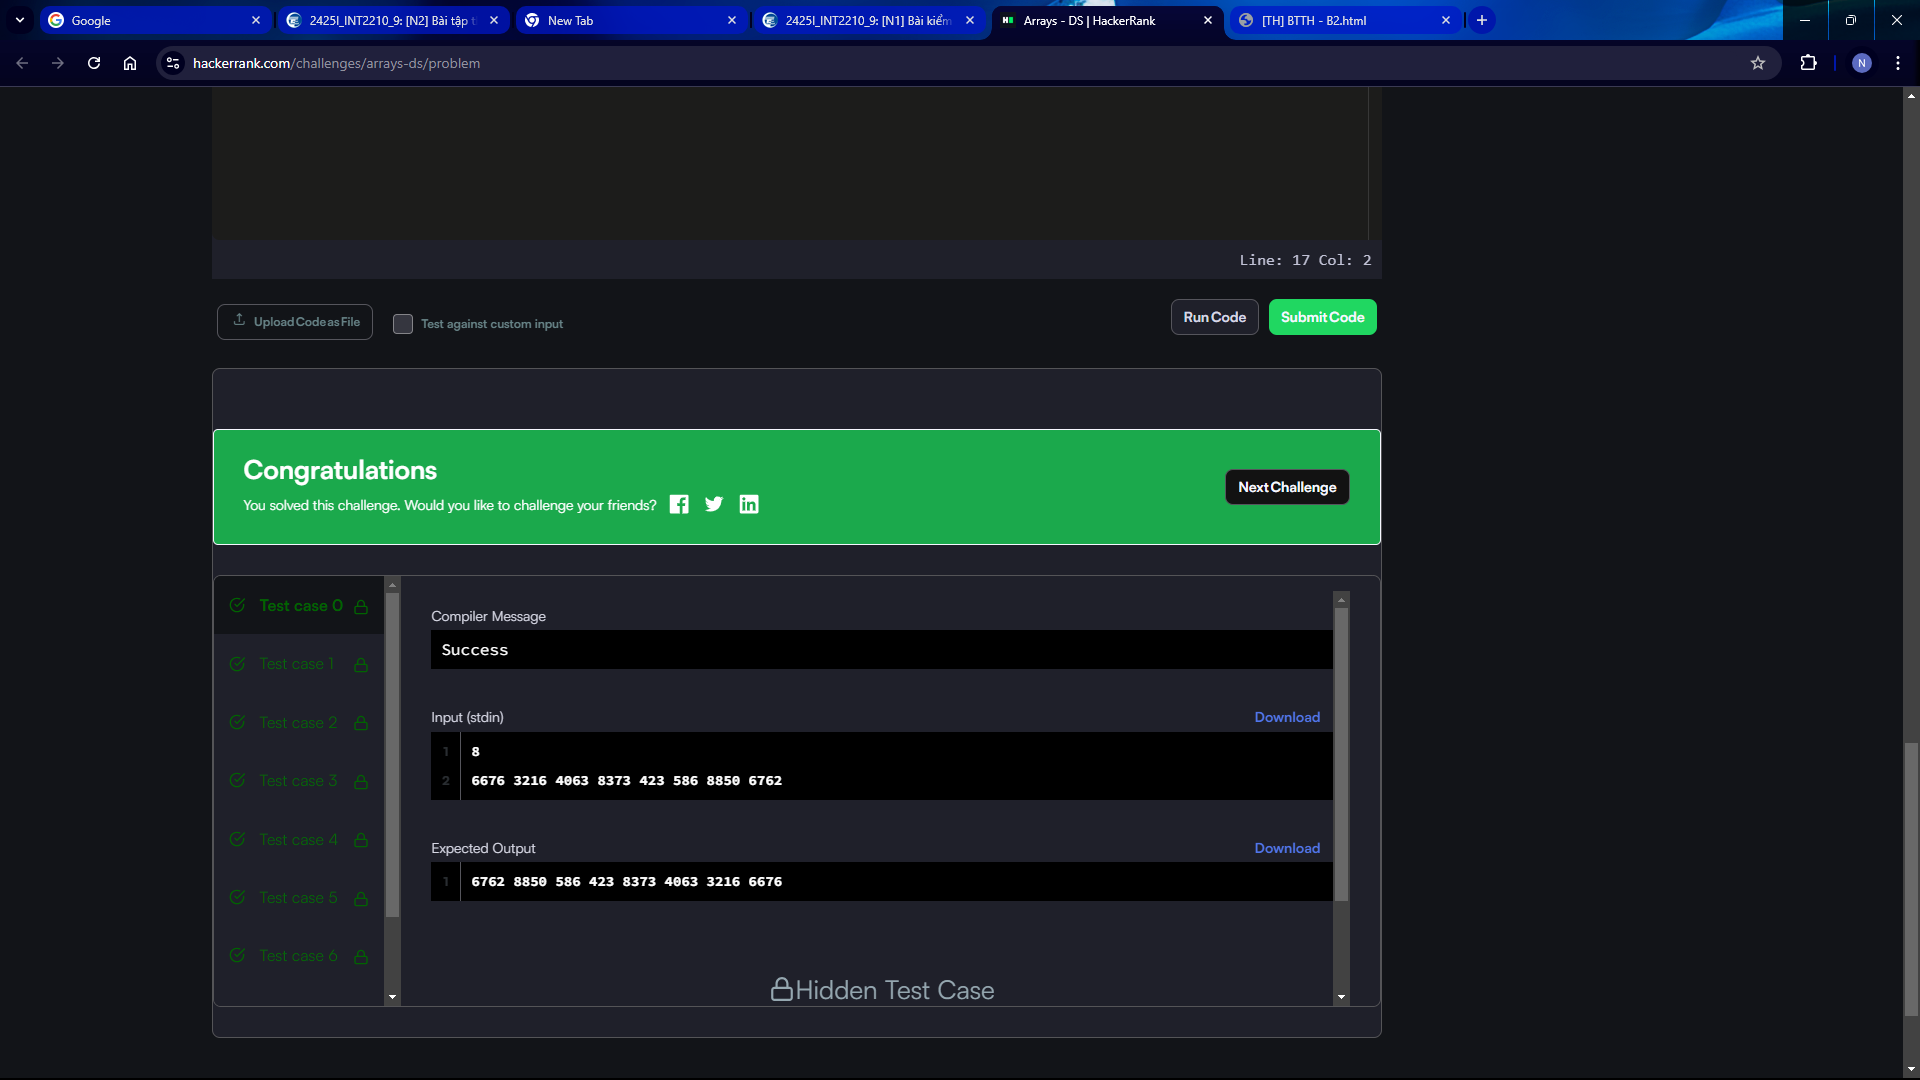 Google
2425I_INT2210_9: [N2] Bài tập t
New Tab
2425I_INT2210_9: [N1] Bài kiểm
Arrays - DS | HackerRank
[TH] BTTH - B2.html
hackerrank.com/challenges/arrays-ds/problem
N
Line: 17 Col: 2
Upload Code as File
Test against custom input
Run Code
Submit Code
Congratulations
You solved this challenge. Would you like to challenge your friends?
Next Challenge
Test case 0
Test case 1
Test case 2
Test case 3
Test case 4
Test case 5
Test case 6
Compiler Message
Success
Input (stdin)
Download
1 8
2 6676 3216 4063 8373 423 586 8850 6762
Expected Output
Download
1 6762 8850 586 423 8373 4063 3216 6676
Hidden Test Case